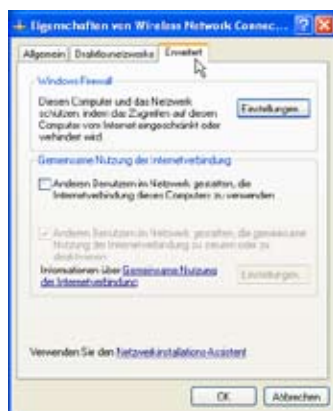 Eigenschaften von Wireless Network Connec...
Allgemein
Drahtlosnetzwerke
Erweitert
Windows Firewall
Diesen Computer und das Netzwerk
schützen, indem das Zugreifen auf diesen
Computer vom Internet eingeschränkt oder
verhindert wird
Einstellungen...
Gemeinsame Nutzung der Internetverbindung
Anderen Benutzern im Netzwerk gestatten, die
Internetverbindung dieses Computers zu verwenden
Anderen Benutzern im Netzwerk gestatten, die gemeinsame
Nutzung der Internetverbindung zu steuern oder zu
deaktivieren
Informationen über Gemeinsame Nutzung
der Internetverbindung
Einstellungen...
Verwenden Sie den Netzwerkinstallations-Assistent
OK
Abbrechen